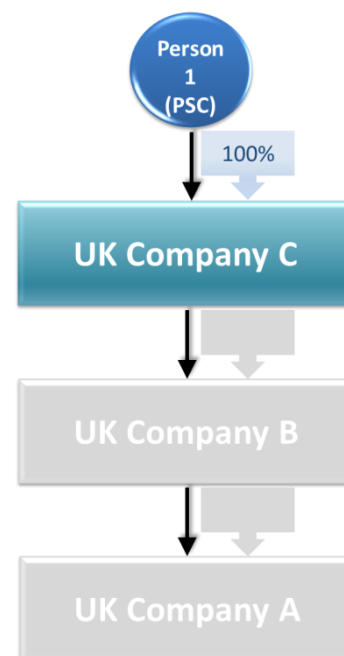 Person
1
(PSC)
100%
UK Company C
UK Company B
UK Company A